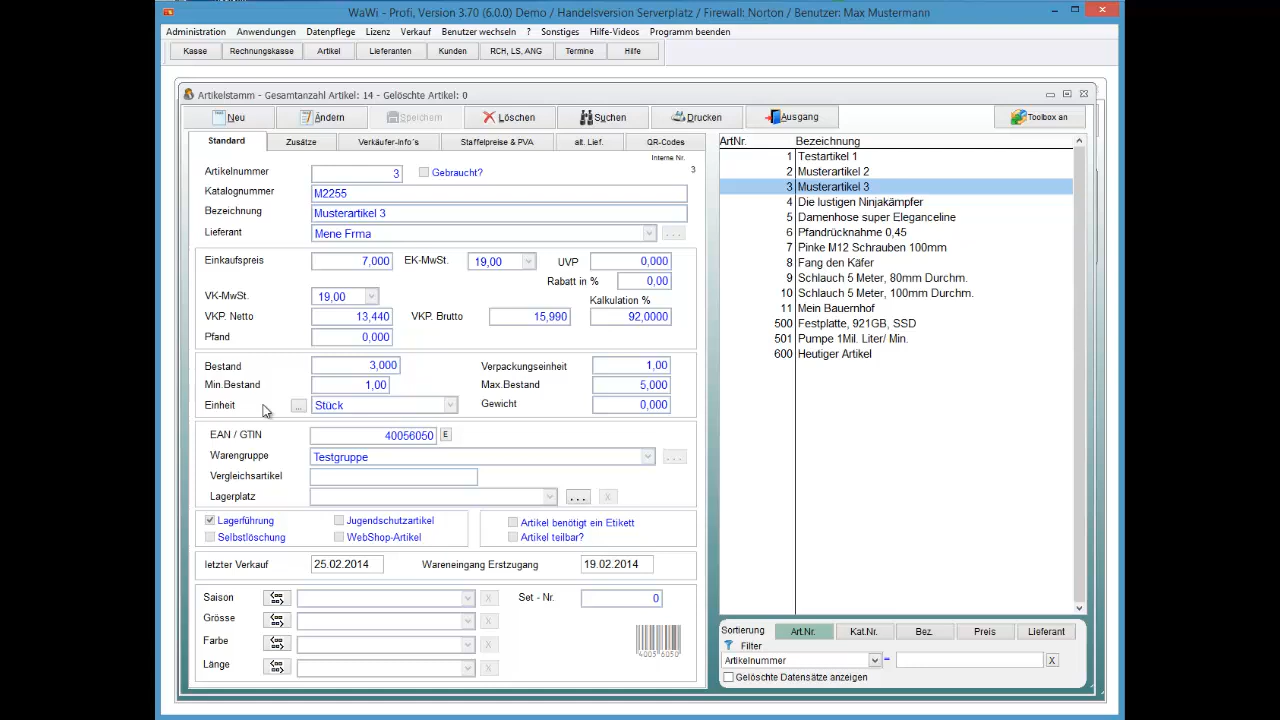 WaWi - Profi, Version 3.70 (6.0.0) Demo / Handelsversion Serverplatz / Firewall: Norton / Benutzer: Max Mustermann
Administration Anwendungen Datenpflege Lizenz Verkauf Benutzer wechseln ? Sonstiges Hilfe-Videos Programm beenden
Kasse Rechnungskasse Artikel Lieferanten Kunden RCH, LS, ANG Termine Hilfe
Artikelstamm - Gesamtanzahl Artikel: 14 - Gelöschte Artikel: 0
Neu Ändern Speichern Löschen Suchen Drucken Ausgang Toolbox an
Standard Zusätze Verkäufer-Info´s Staffelpreise & PVA alt. Lief. QR-Codes
Interne Nr.
3
Artikelnummer 3 Gebraucht?
Katalognummer M2255
Bezeichnung Musterartikel 3
Lieferant Mene Frma ...
Einkaufspreis 7,000 EK-MwSt. 19,00 UVP 0,000
Rabatt in % 0,00
VK-MwSt. 19,00 Kalkulation %
VKP. Netto 13,440 VKP. Brutto 15,990 92,0000
Pfand 0,000
Bestand 3,000 Verpackungseinheit 1,00
Min.Bestand 1,00 Max.Bestand 5,000
Einheit ... Stück Gewicht 0,000
EAN / GTIN 40056050 E
Warengruppe Testgruppe ...
Vergleichsartikel
Lagerplatz ... X
Lagerführung Jugendschutzartikel Artikel benötigt ein Etikett
Selbstlöschung WebShop-Artikel Artikel teilbar?
letzter Verkauf 25.02.2014 Wareneingang Erstzugang 19.02.2014
Saison X Set - Nr. 0
Grösse X
Farbe X
4005 6050
Länge X
ArtNr. Bezeichnung
1 Testartikel 1
2 Musterartikel 2
3 Musterartikel 3
4 Die lustigen Ninjakämpfer
5 Damenhose super Eleganceline
6 Pfandrücknahme 0,45
7 Pinke M12 Schrauben 100mm
8 Fang den Käfer
9 Schlauch 5 Meter, 80mm Durchm.
10 Schlauch 5 Meter, 100mm Durchm.
11 Mein Bauernhof
500 Festplatte, 921GB, SSD
501 Pumpe 1Mil. Liter/ Min.
600 Heutiger Artikel
Sortierung Art.Nr. Kat.Nr. Bez. Preis Lieferant
Filter
Artikelnummer = X
Gelöschte Datensätze anzeigen